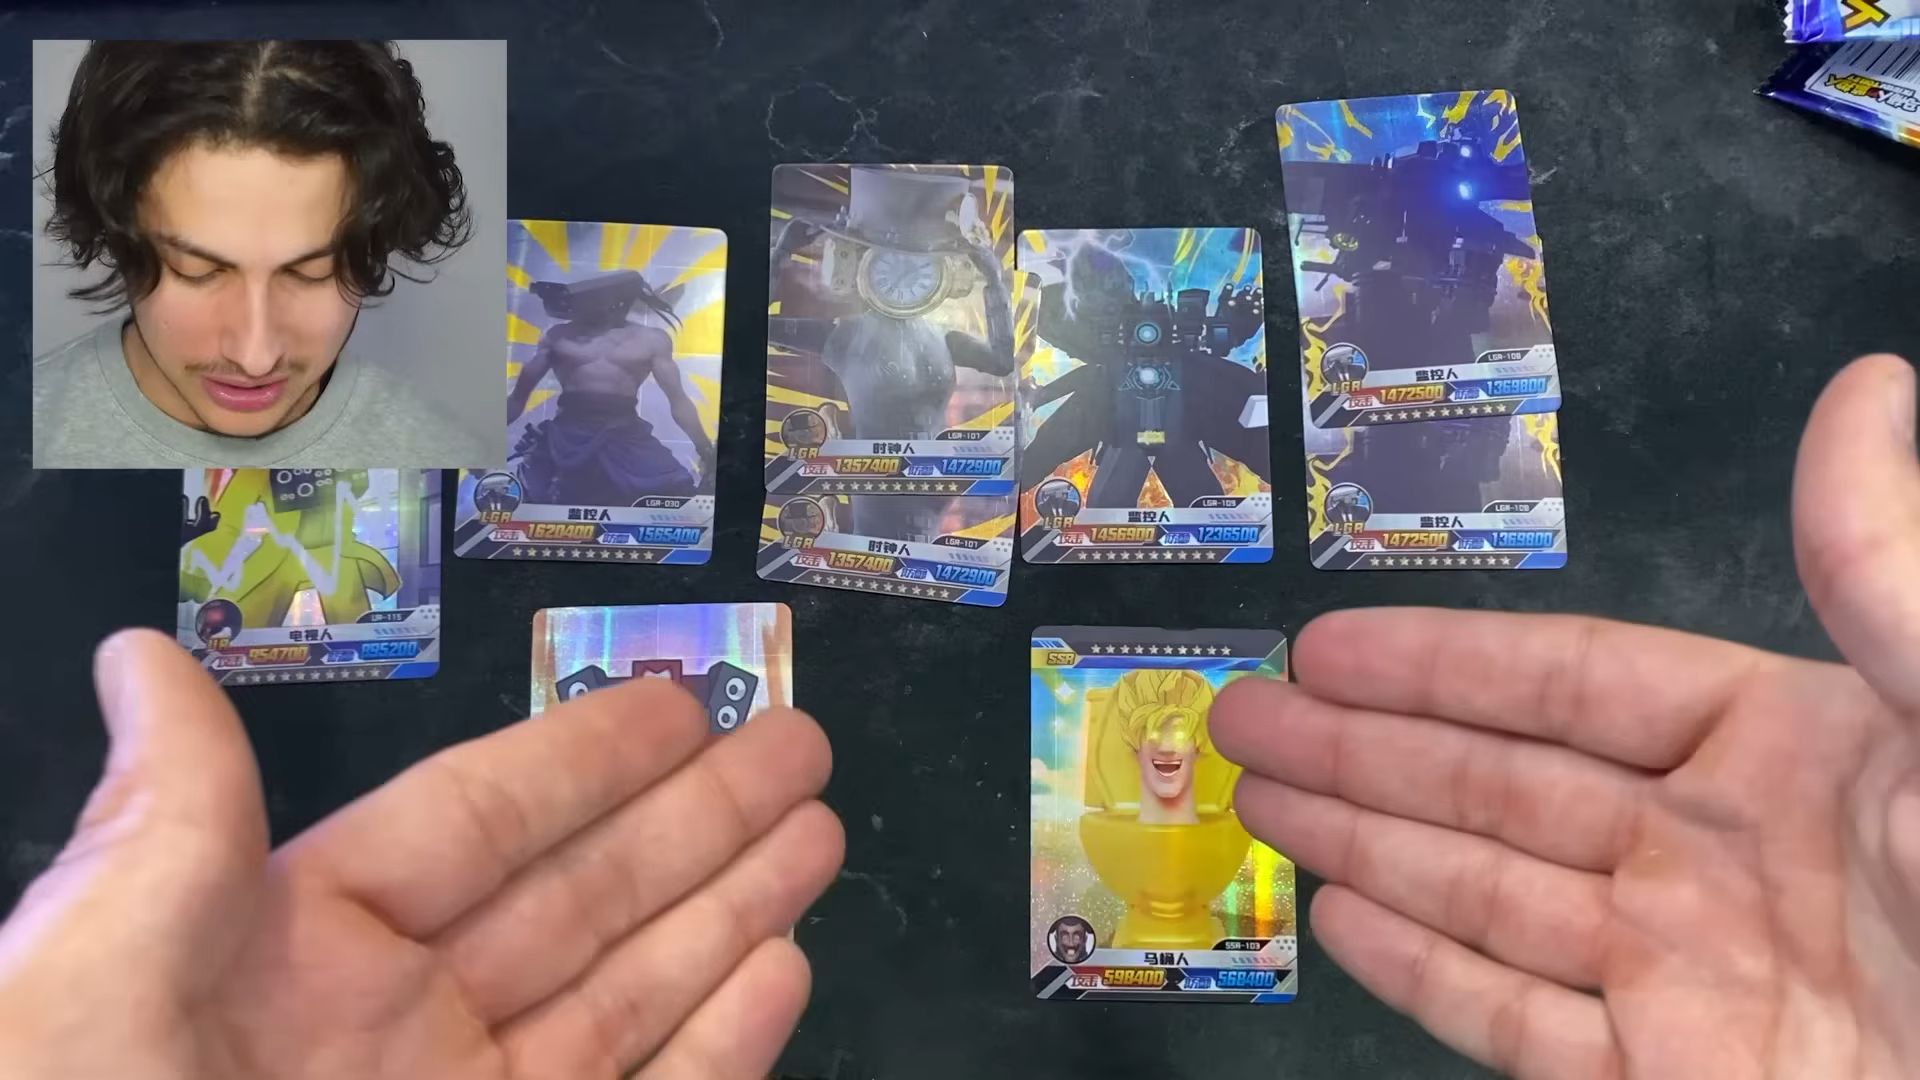 LGR-030
监控人
LGR
攻击 1620400 防御 1565400
LGR-107
时钟人
LGR
攻击 1357400 防御 1472900
LGR-107
时钟人
LGR
攻击 1357400 防御 1472900
LGR-109
监控人
LGR
攻击 1456900 防御 1236500
LGR-108
监控人
LGR
攻击 1472500 防御 1369800
LGR-108
监控人
LGR
攻击 1472500 防御 1369800
UR-115
电视人
UR
攻击 954700 防御 895200
SSR
SSR-103
马桶人
攻击 598400 防御 568400